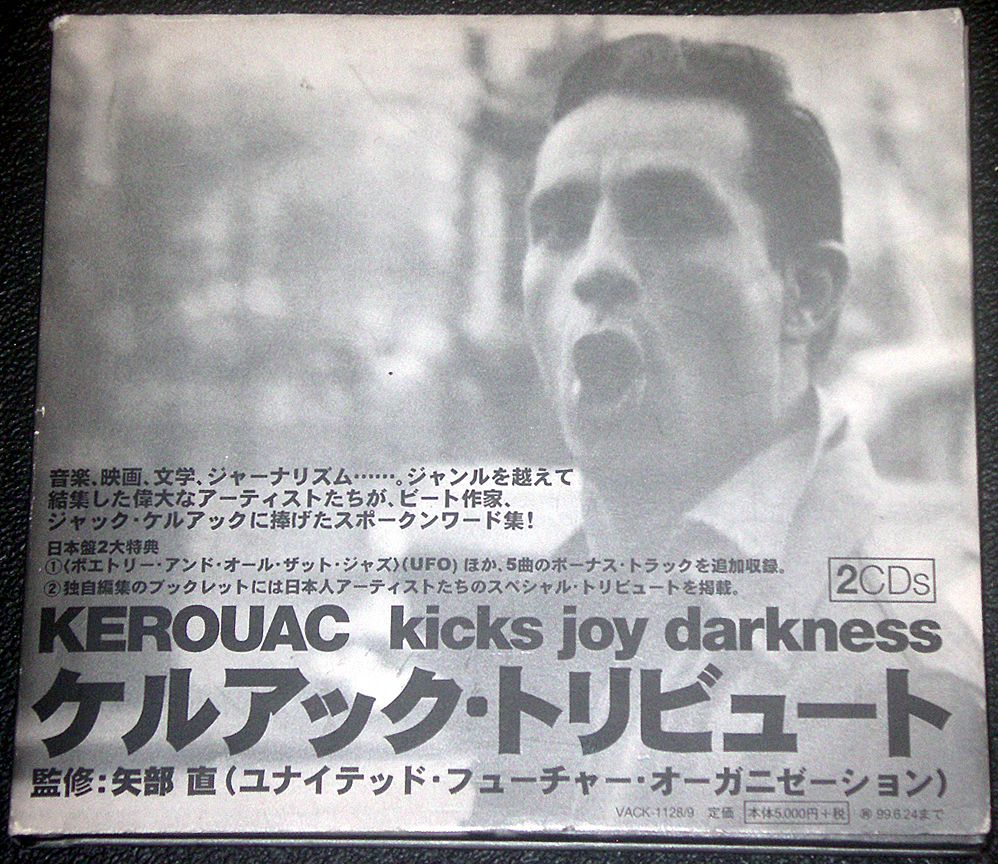 音楽、映画、文学、ジャーナリズム……。ジャンルを越えて
結集した偉大なアーティストたちが、ビート作家、
ジャック・ケルアックに捧げたスポークンワード集!
日本盤2大特典
①〈ポエトリー・アンド・オール・ザット・ジャズ〉(UFO) ほか、5曲のボーナス・トラックを追加収録。
②独自編集のブックレットには日本人アーティストたちのスペシャル・トリビュートを掲載。
2CDs
KEROUAC kicks joy darkness
ケルアック・トリビュート
監修:矢部 直(ユナイテッド・フューチャー・オーガニゼーション)
VACK-1128/9 定価 本体5,000円+税 99.6.24まで